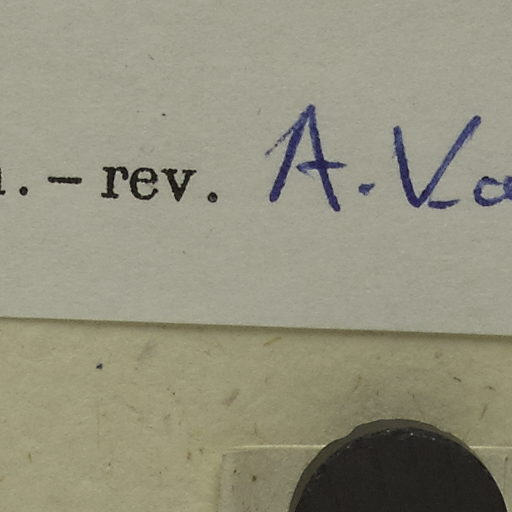 . – rev. A.